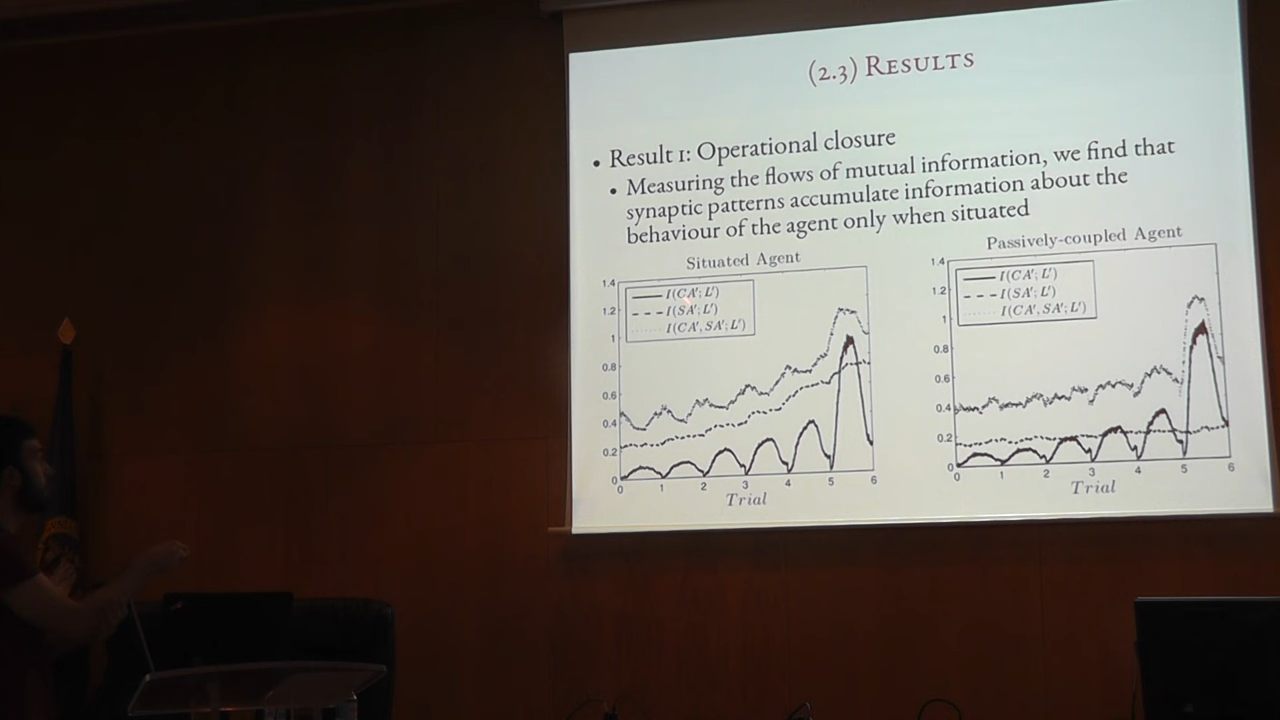 (2.3) RESULTS
• Result 1: Operational closure
• Measuring the flows of mutual information, we find that
synaptic patterns accumulate information about the
behaviour of the agent only when situated
Situated Agent
I(CA′; L′)
I(SA′; L′)
I(CA′, SA′; L′)
1.4
1.2
1
0.8
0.6
0.4
0.2
0
0 1 2 3 4 5 6
Trial
Passively-coupled Agent
I(CA′; L′)
I(SA′; L′)
I(CA′, SA′; L′)
1.4
1.2
1
0.8
0.6
0.4
0.2
0
0 1 2 3 4 5 6
Trial